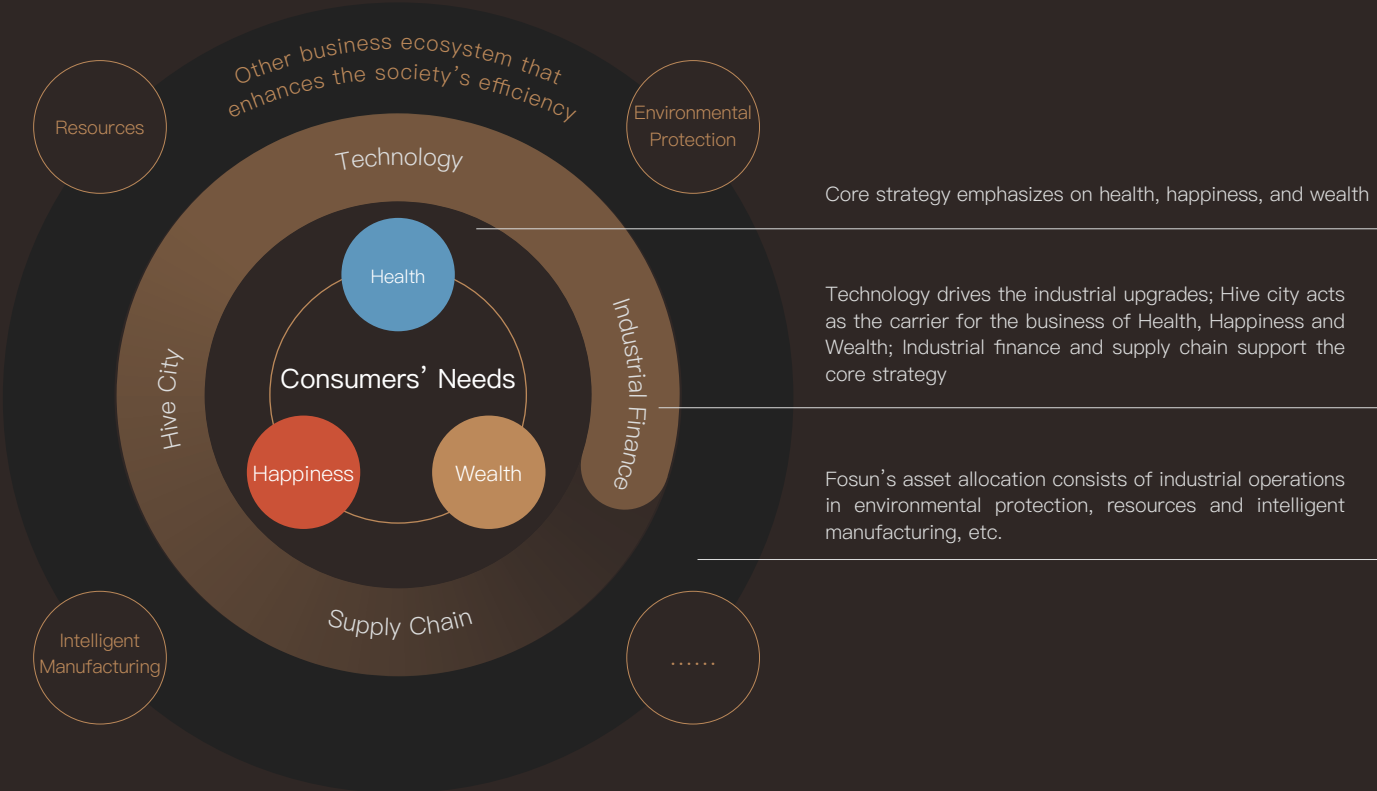 Other business ecosystem that
enhances the society’s efficiency
Resources
Environmental
Protection
Technology
Health
Industrial Finance
Hive City
Consumers’ Needs
Happiness
Wealth
Supply Chain
Intelligent
Manufacturing
……
Core strategy emphasizes on health, happiness, and wealth
Technology drives the industrial upgrades; Hive city acts
as the carrier for the business of Health, Happiness and
Wealth; Industrial finance and supply chain support the
core strategy
Fosun’s asset allocation consists of industrial operations
in environmental protection, resources and intelligent
manufacturing, etc.